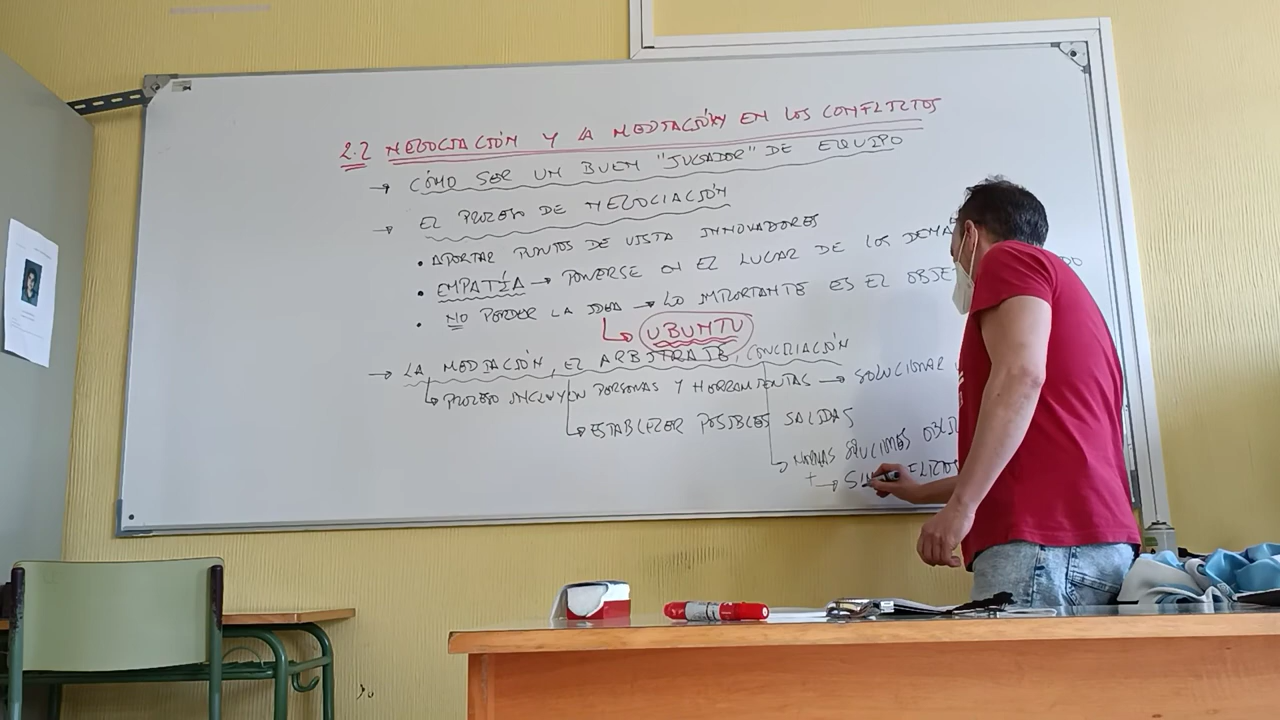 2.2 NEGOCIACIÓN Y LA MEDIACIÓN EN LOS CONFLICTOS
→ CÓMO SER UN BUEN "JUGADOR" DE EQUIPO
→ EL PROCESO DE NEGOCIACIÓN
• APORTAR PUNTOS DE VISTA INNOVADORES
• EMPATÍA → PONERSE EN EL LUGAR DE LOS DEMA
• NO PERDER LA IDEA → LO IMPORTANTE ES EL OBJE
UBUNTU
→ LA MEDIACIÓN, EL ARBITRAJE, CONCILIACIÓN
PROCESO INCLUYEN PERSONAS Y HERRAMIENTAS → SOLUCIONAR
ESTABLECER POSIBLES SALIDAS
SOLUCIONES
+ →